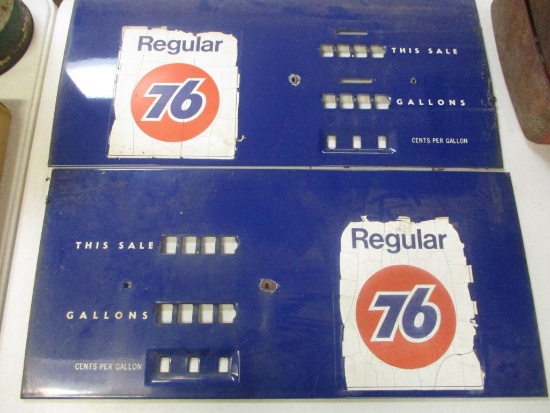 Regular
76
THIS SALE
GALLONS
CENTS PER GALLON
THIS SALE
GALLONS
CENTS PER GALLON
Regular
76